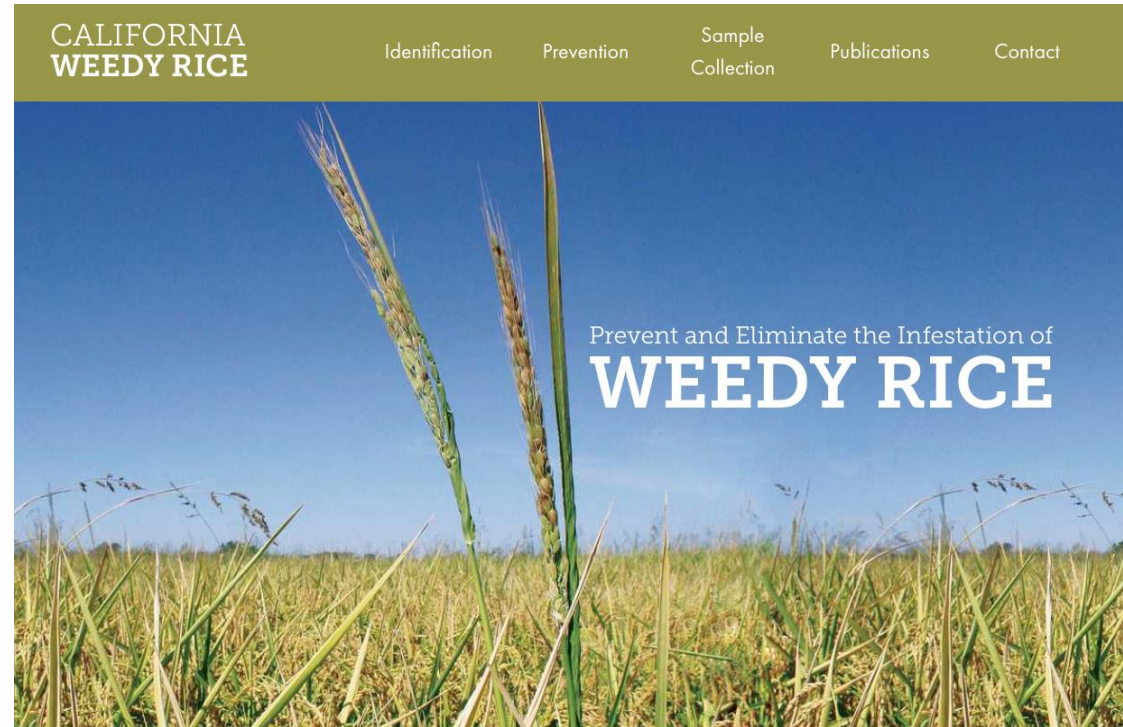 CALIFORNIA
WEEDY RICE
Identification
Prevention
Sample
Collection
Publications
Contact
Prevent and Eliminate the Infestation of
WEEDY RICE